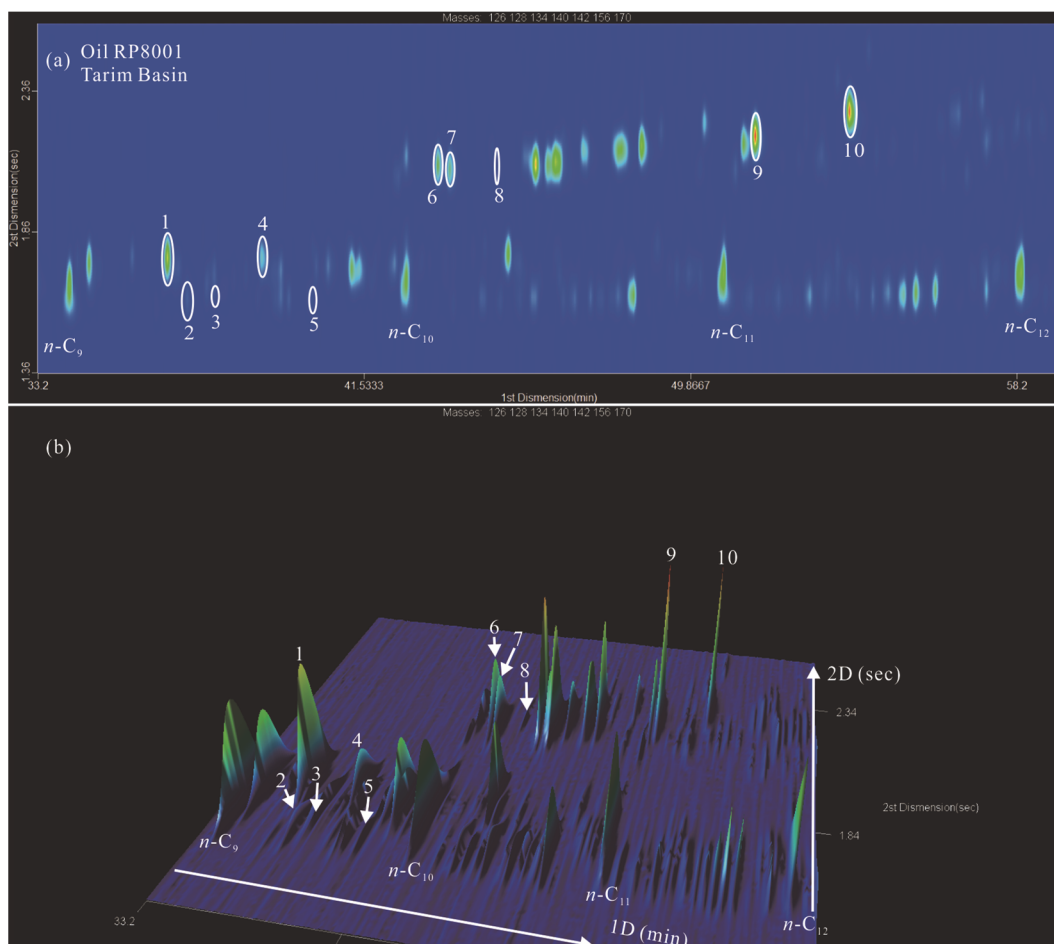 Masses: 126 128 134 140 142 156 170
(a) Oil RP8001
Tarim Basin
2.36
1.86
1.36
2st Dismension(sec)
1
2
3
4
5
6
7
8
9
10
n-C9
n-C10
n-C11
n-C12
33.2
41.5333
49.8667
58.2
1st Dismension(min)
Masses: 126 128 134 140 142 156 170
(b)
9
10
6
7
8
1
2D (sec)
2.34
4
2
3
5
2st Dismension(sec)
1.84
n-C9
n-C10
n-C11
n-C12
33.2
1D (min)